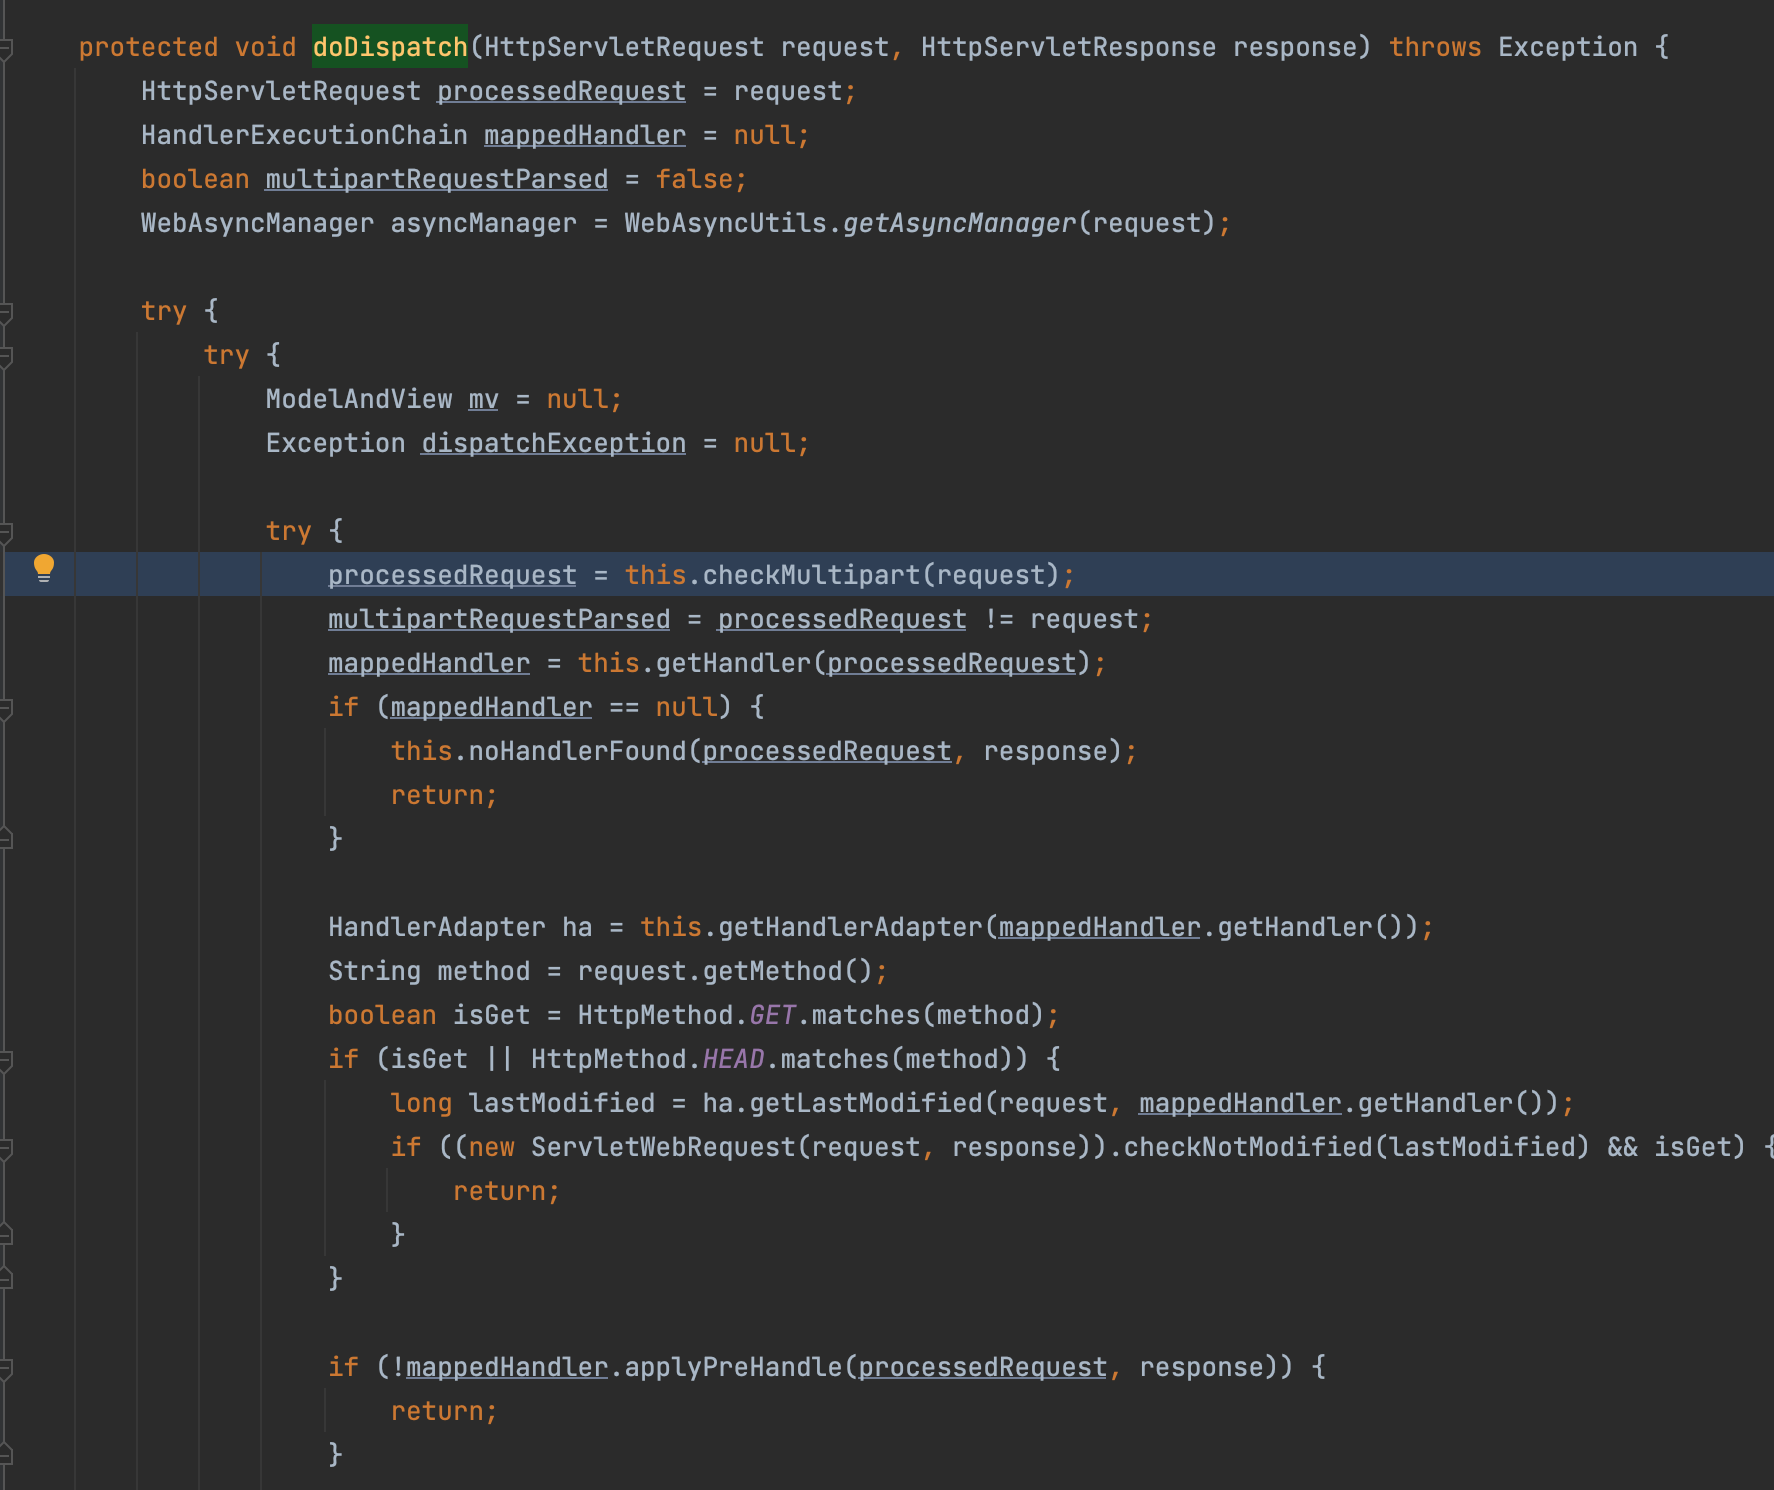 protected void doDispatch(HttpServletRequest request, HttpServletResponse response) throws Exception {
HttpServletRequest processedRequest = request;
HandlerExecutionChain mappedHandler = null;
boolean multipartRequestParsed = false;
WebAsyncManager asyncManager = WebAsyncUtils.getAsyncManager(request);
try {
try {
ModelAndView mv = null;
Exception dispatchException = null;
try {
processedRequest = this.checkMultipart(request);
multipartRequestParsed = processedRequest != request;
mappedHandler = this.getHandler(processedRequest);
if (mappedHandler == null) {
this.noHandlerFound(processedRequest, response);
return;
}
HandlerAdapter ha = this.getHandlerAdapter(mappedHandler.getHandler());
String method = request.getMethod();
boolean isGet = HttpMethod.GET.matches(method);
if (isGet || HttpMethod.HEAD.matches(method)) {
long lastModified = ha.getLastModified(request, mappedHandler.getHandler());
if ((new ServletWebRequest(request, response)).checkNotModified(lastModified) && isGet) {
return;
}
}
if (!mappedHandler.applyPreHandle(processedRequest, response)) {
return;
}